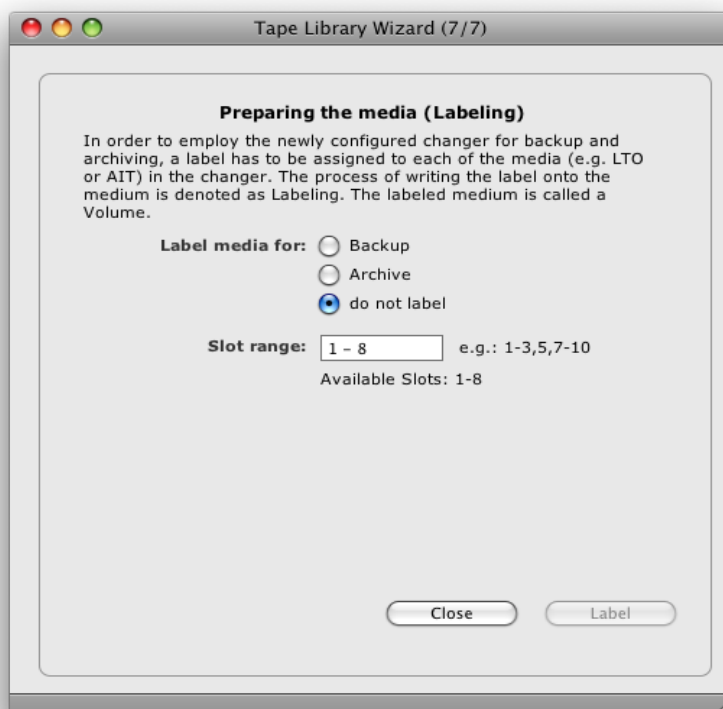 Tape Library Wizard (7/7)
Preparing the media (Labeling)
In order to employ the newly configured changer for backup and
archiving, a label has to be assigned to each of the media (e.g. LTO
or AIT) in the changer. The process of writing the label onto the
medium is denoted as Labeling. The labeled medium is called a
Volume.
Label media for: Backup
Archive
do not label
Slot range: 1 – 8 e.g.: 1-3,5,7-10
Available Slots: 1-8
Close Label